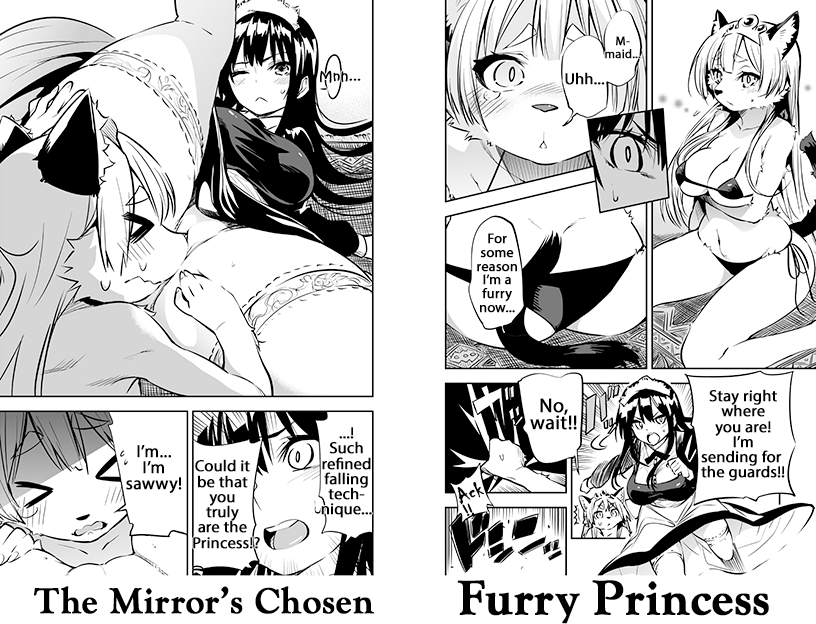 M-
maid...
Uhh...
For
some
reason
I'm a
furry
now...
No,
wait!!
Stay right
where
you are!
I'm
sending for
the guards!!
Ack
!!
Mnn...
...!
Such
refined
falling
tech-
nique...
Could it
be that
you
truly
are the
Princess!?
I'm...
I'm
sawwy!
The Mirror's Chosen
Furry Princess